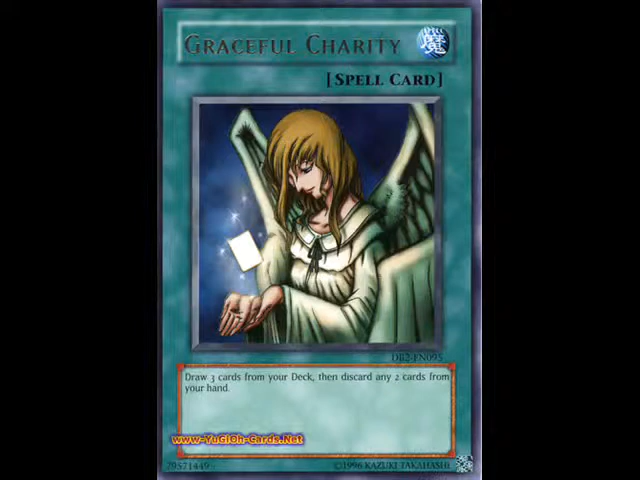 GRACEFUL CHARITY
[SPELL CARD]
DB2-EN095
Draw 3 cards from your Deck, then discard any 2 cards from
your hand.
www-YuGiOh-Cards.Net
79571449
©1996 KAZUKI TAKAHASHI